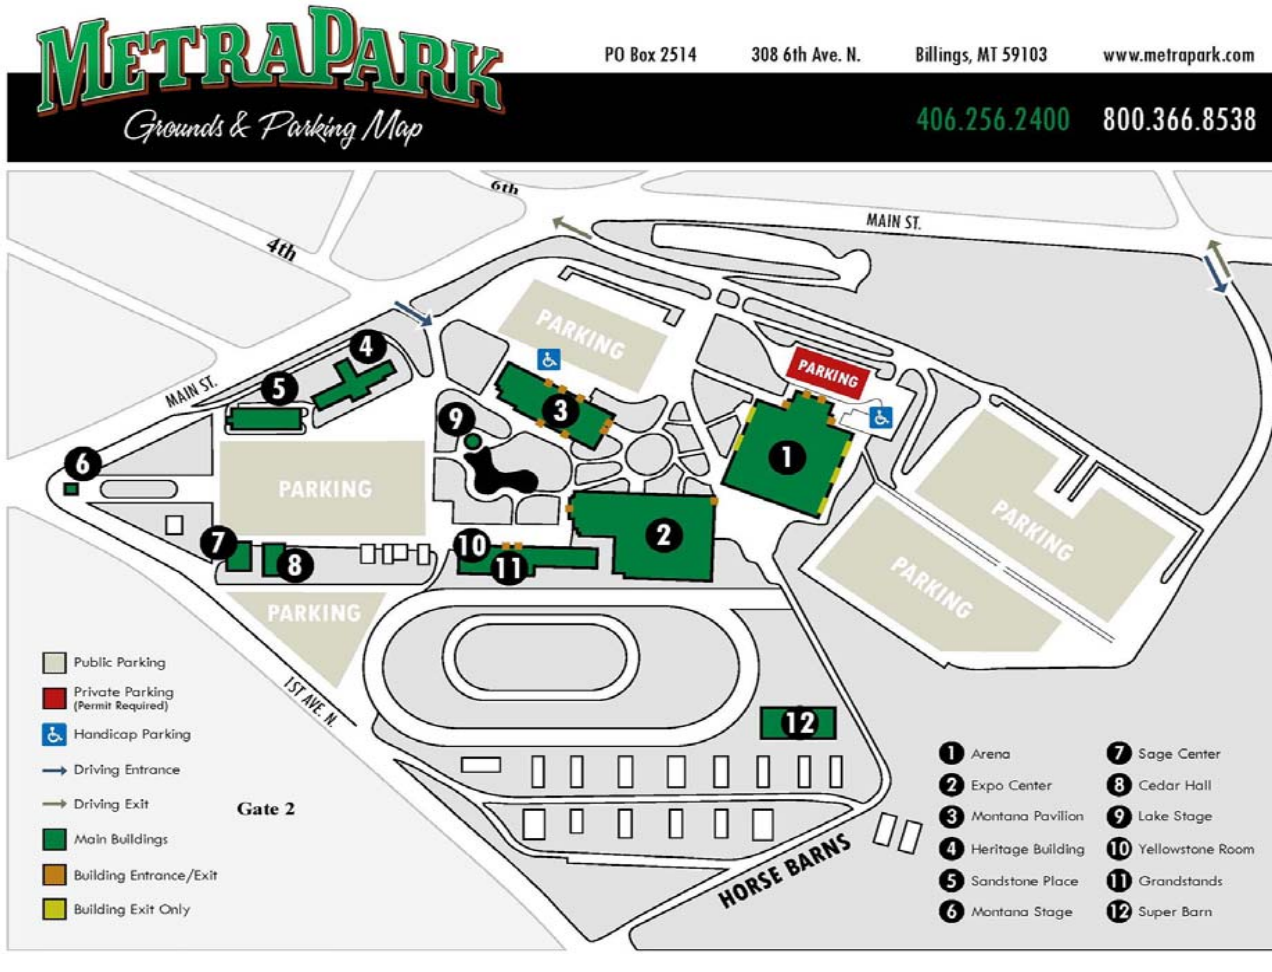 METRAPARK
Grounds & Parking Map
PO Box 2514 308 6th Ave. N. Billings, MT 59103 www.metrapark.com
406.256.2400 800.366.8538
6th
MAIN ST.
4th
PARKING
4
PARKING
5
MAIN ST.
3
9
1
6
PARKING
PARKING
7
10
2
8
11
PARKING
PARKING
1ST AVE. N.
12
HORSE BARNS
Gate 2
Public Parking
Private Parking
(Permit Required)
Handicap Parking
Driving Entrance
Driving Exit
Main Buildings
Building Entrance/Exit
Building Exit Only
1 Arena
2 Expo Center
3 Montana Pavilion
4 Heritage Building
5 Sandstone Place
6 Montana Stage
7 Sage Center
8 Cedar Hall
9 Lake Stage
10 Yellowstone Room
11 Grandstands
12 Super Barn